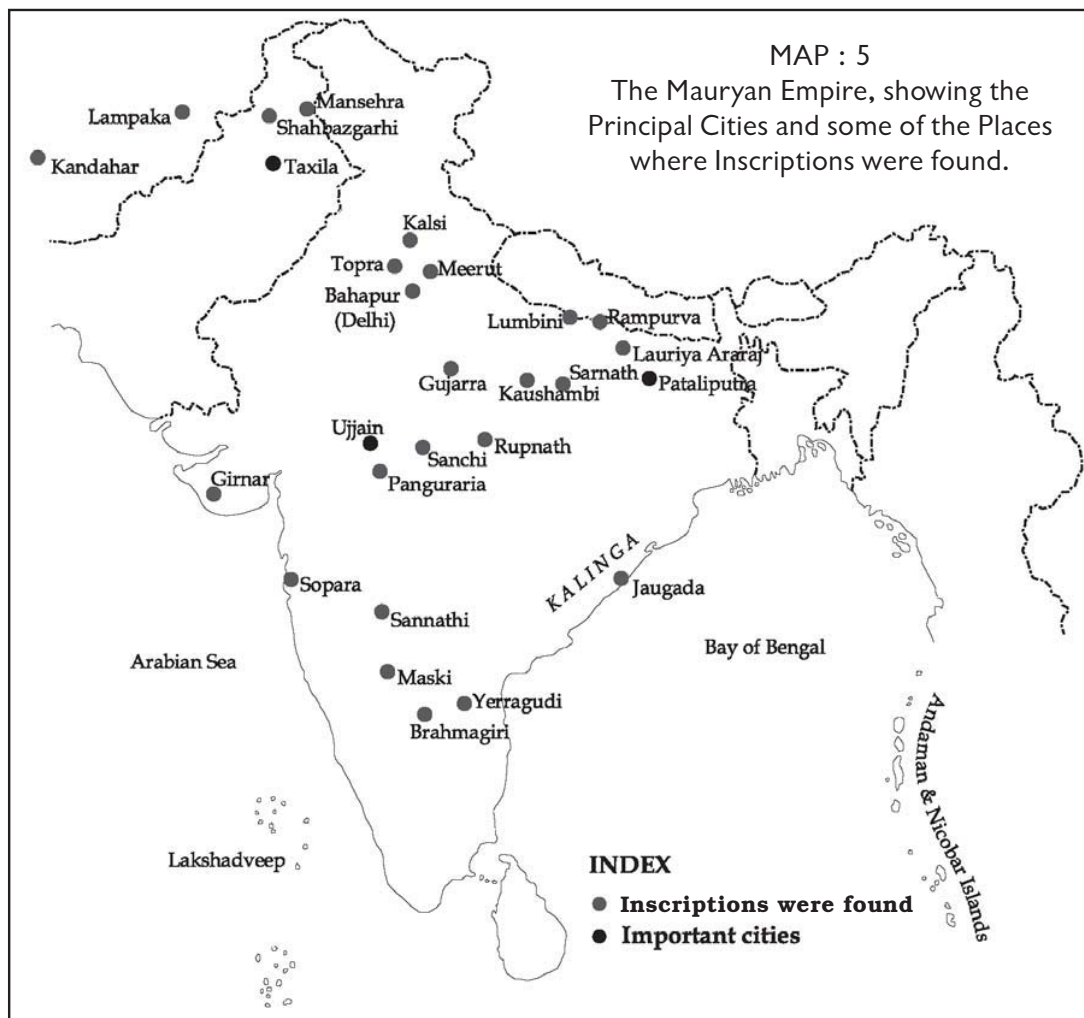 MAP : 5
The Mauryan Empire, showing the
Principal Cities and some of the Places
where Inscriptions were found.
Lampaka
Mansehra
Shahbazgarhi
Kandahar
Taxila
Kalsi
Topra
Meerut
Bahapur
(Delhi)
Lumbini
Rampurva
Lauriya Araraj
Gujarra
Sarnath
Kaushambi
Pataliputra
Ujjain
Sanchi
Rupnath
Panguraria
Girnar
KALINGA
Sopara
Jaugada
Sannathi
Arabian Sea
Bay of Bengal
Maski
Yerragudi
Brahmagiri
Andaman & Nicobar Islands
Lakshadweep
INDEX
Inscriptions were found
Important cities